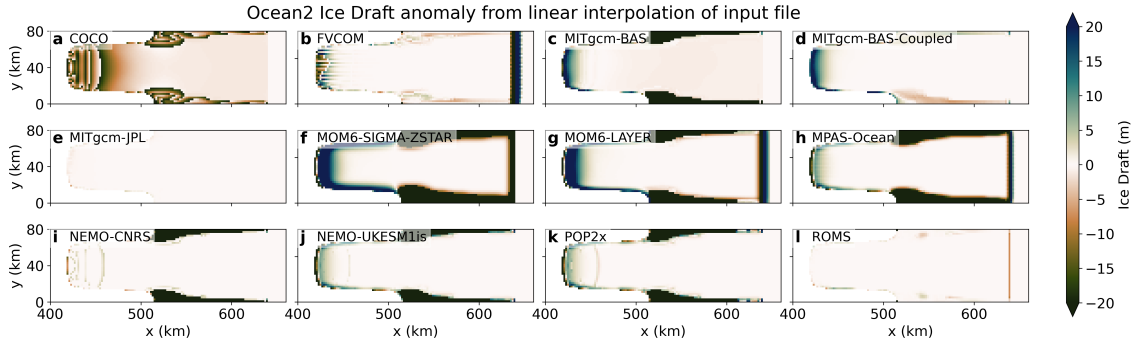 Ocean2 Ice Draft anomaly from linear interpolation of input file
a COCO
b FVCOM
c MITgcm-BAS
d MITgcm-BAS-Coupled
80
40
0
y (km)
e MITgcm-JPL
f MOM6-SIGMA-ZSTAR
g MOM6-LAYER
h MPAS-Ocean
80
40
0
y (km)
i NEMO-CNRS
j NEMO-UKESM1is
k POP2x
l ROMS
80
40
0
y (km)
400 500 600 400 500 600 400 500 600 400 500 600
x (km) x (km) x (km) x (km)
20
15
10
5
0
−5
−10
−15
−20
Ice Draft (m)